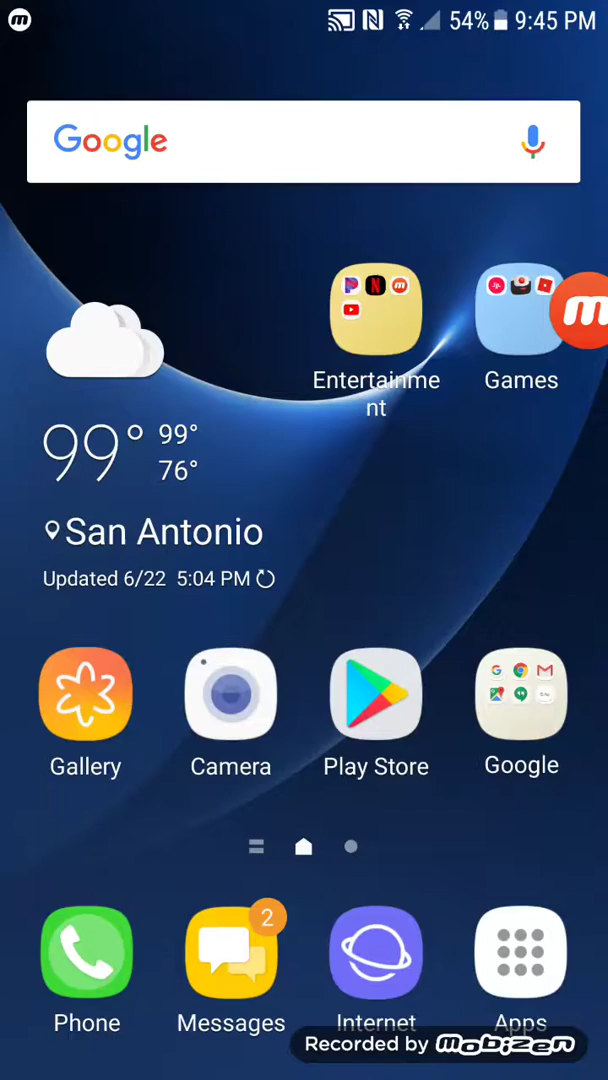 54% 9:45 PM
Google
Entertainme
nt
Games
99° 99°
76°
San Antonio
Updated 6/22 5:04 PM
Gallery
Camera
Play Store
Google
2
Phone
Messages
Internet
Apps
Recorded by mobizen